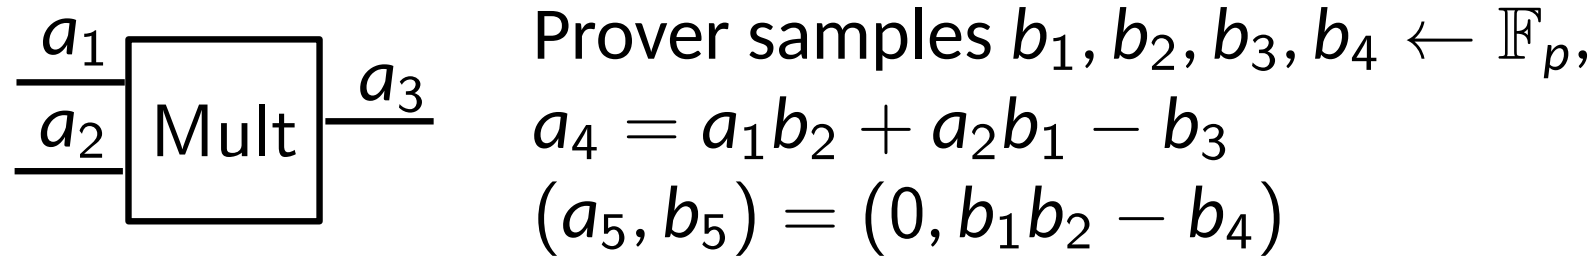 a₁
a₂
Mult
a₃
Prover samples b₁, b₂, b₃, b₄ ← 𝔽ₚ,
a₄ = a₁b₂ + a₂b₁ − b₃
(a₅, b₅) = (0, b₁b₂ − b₄)